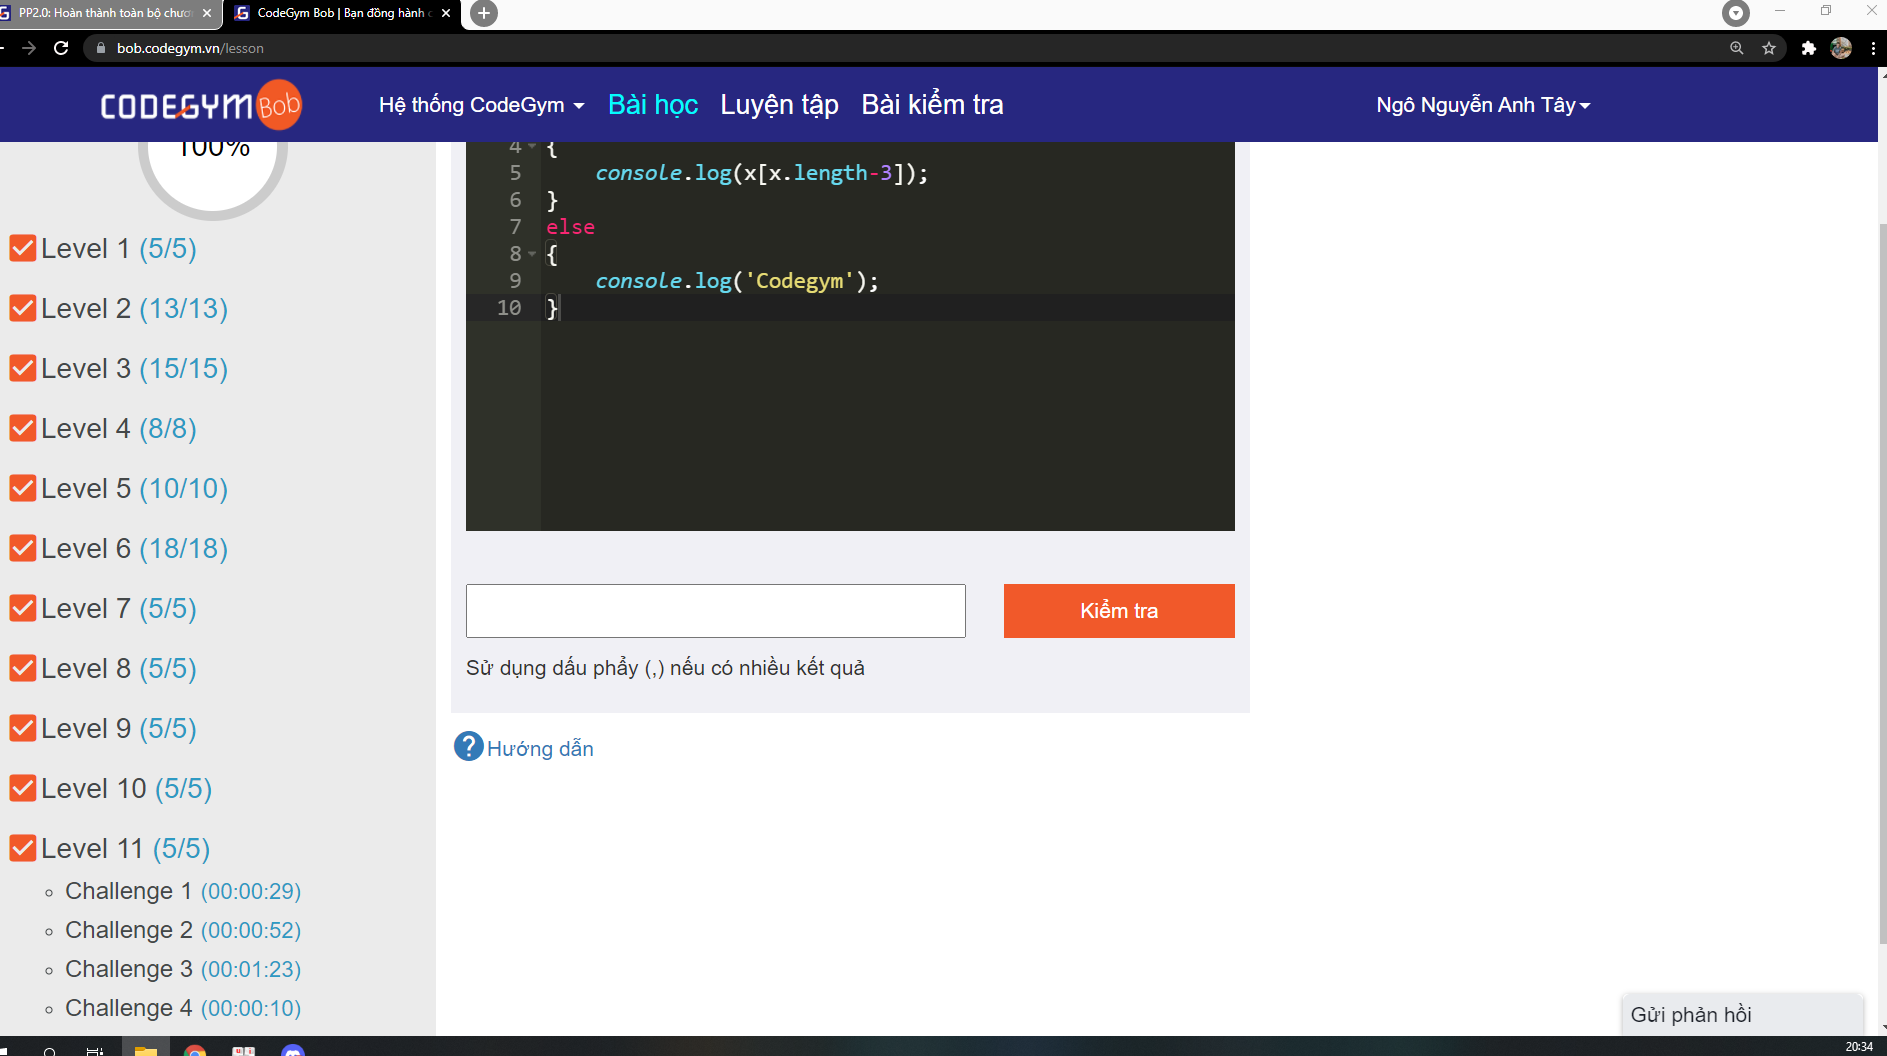 PP2.0: Hoàn thành toàn bộ chươ
CodeGym Bob | Bạn đồng hành
bob.codegym.vn/lesson
CODEGYM Bob
Hệ thống CodeGym
Bài học
Luyện tập
Bài kiểm tra
Ngô Nguyễn Anh Tây
100%
Level 1 (5/5)
Level 2 (13/13)
Level 3 (15/15)
Level 4 (8/8)
Level 5 (10/10)
Level 6 (18/18)
Level 7 (5/5)
Level 8 (5/5)
Level 9 (5/5)
Level 10 (5/5)
Level 11 (5/5)
Challenge 1 (00:00:29)
Challenge 2 (00:00:52)
Challenge 3 (00:01:23)
Challenge 4 (00:00:10)
4 {
5 console.log(x[x.length-3]);
6 }
7 else
8 {
9 console.log('Codegym');
10 }
Kiểm tra
Sử dụng dấu phẩy (,) nếu có nhiều kết quả
Hướng dẫn
Gửi phản hồi
20:34